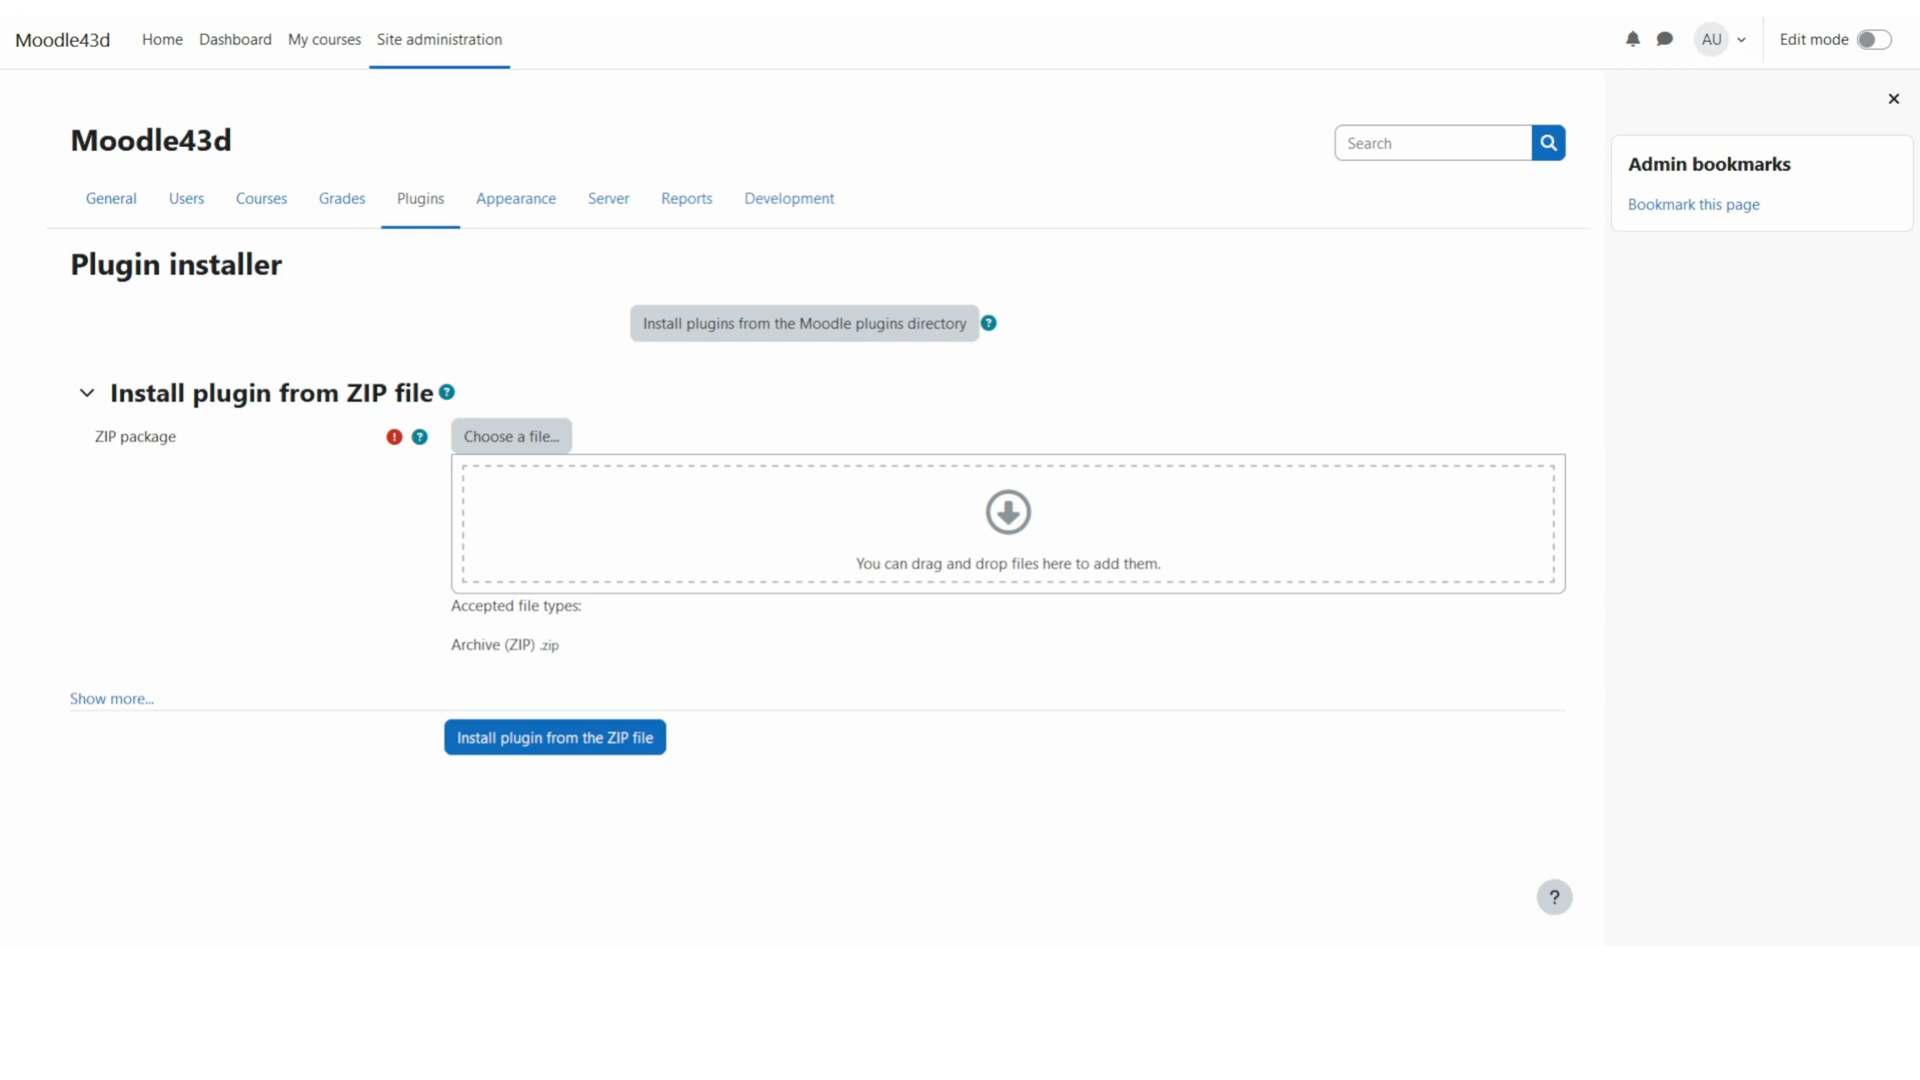 Moodle43d Home Dashboard My courses Site administration AU Edit mode
Moodle43d
Search
General Users Courses Grades Plugins Appearance Server Reports Development
Admin bookmarks
Bookmark this page
Plugin installer
Install plugins from the Moodle plugins directory ?
Install plugin from ZIP file ?
ZIP package ! ? Choose a file...
You can drag and drop files here to add them.
Accepted file types:
Archive (ZIP) .zip
Show more...
Install plugin from the ZIP file
?